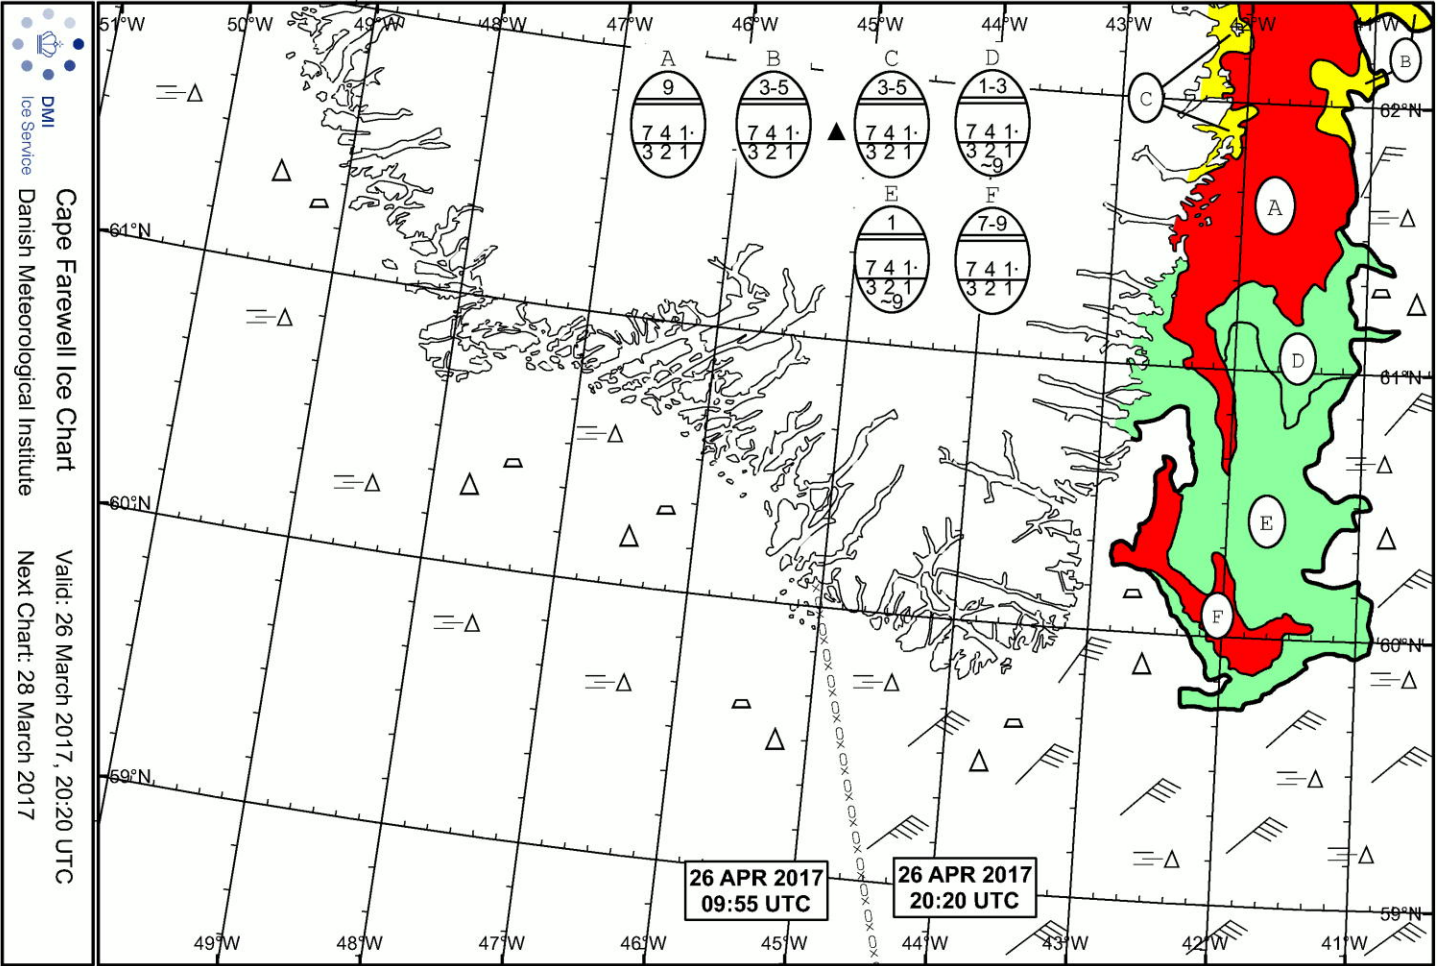 51°W 50°W 49°W 48°W 47°W 46°W 45°W 44°W 43°W 42°W 41°W
DMI
Ice Service
Cape Farewell Ice Chart
Danish Meteorological Institute
Valid: 26 March 2017, 20:20 UTC
Next Chart: 28 March 2017
A B C D
9 3-5 3-5 1-3
7 4 1· 7 4 1· 7 4 1· 7 4 1·
3 2 1 3 2 1 3 2 1 3 2 1
~9
E F
1 7-9
7 4 1· 7 4 1·
3 2 1 3 2 1
~9
B
C
62°N
A
61°N
D
61°N
E
60°N
F
60°N
59°N
26 APR 2017
09:55 UTC
26 APR 2017
20:20 UTC
59°N
49°W 48°W 47°W 46°W 45°W 44°W 43°W 42°W 41°W